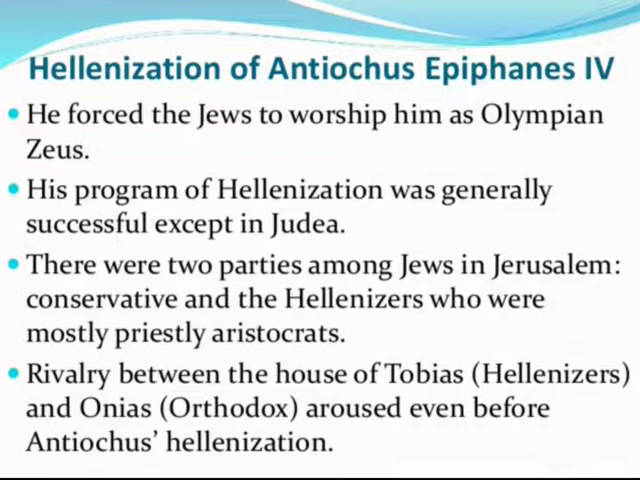 Hellenization of Antiochus Epiphanes IV
• He forced the Jews to worship him as Olympian
Zeus.
• His program of Hellenization was generally
successful except in Judea.
• There were two parties among Jews in Jerusalem:
conservative and the Hellenizers who were
mostly priestly aristocrats.
• Rivalry between the house of Tobias (Hellenizers)
and Onias (Orthodox) aroused even before
Antiochus’ hellenization.